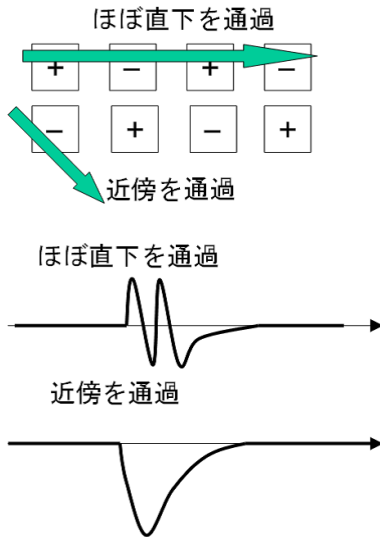 ほぼ直下を通過
+ − + −
− + − +
近傍を通過
ほぼ直下を通過
近傍を通過